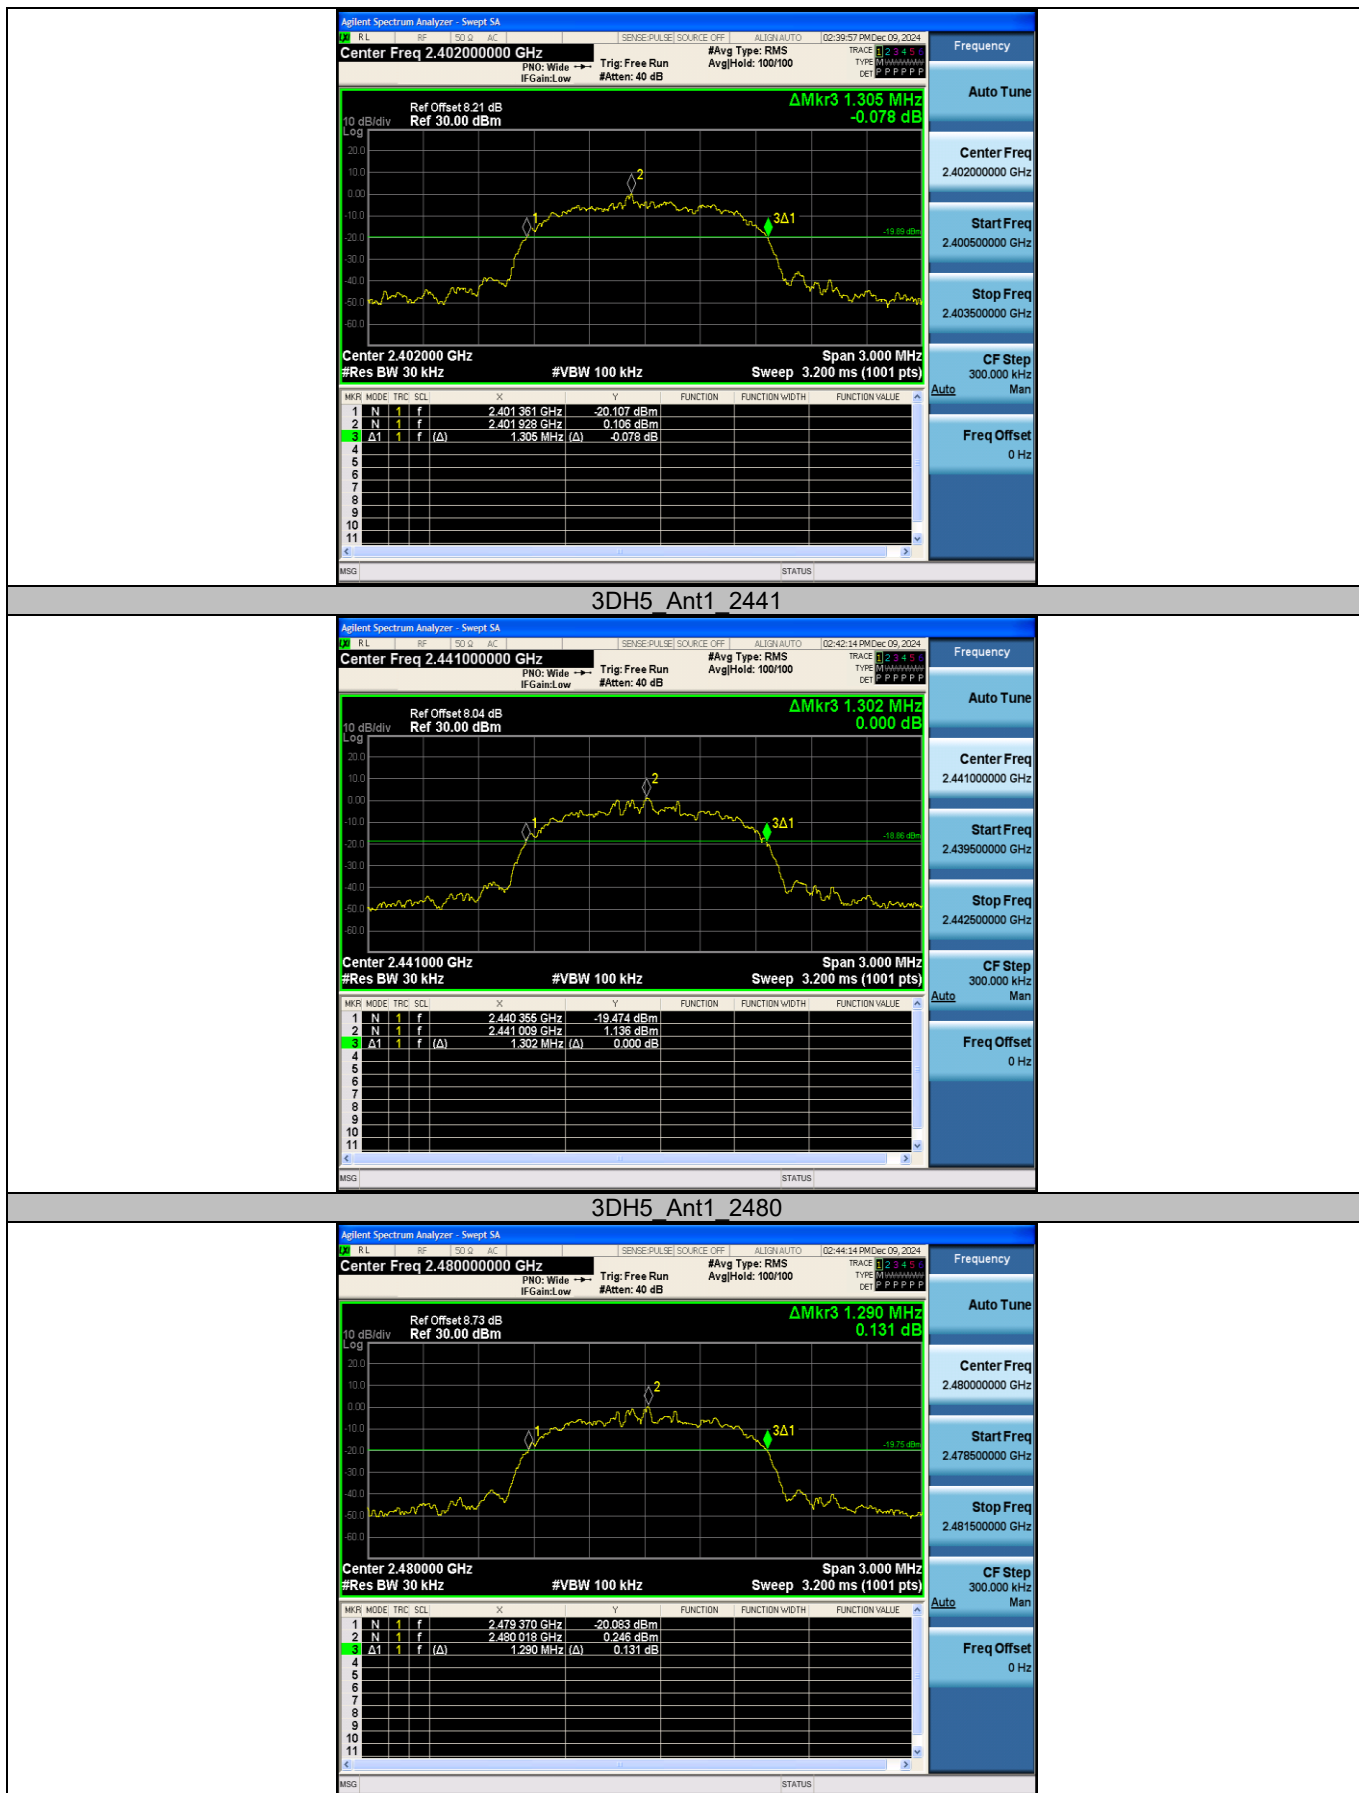 Agilent Spectrum Analyzer - Swept SA
RL RF 50 Ω AC SENSE:PULSE SOURCE OFF ALIGN AUTO 02:39:57 PM Dec 09, 2024
Center Freq 2.402000000 GHz #Avg Type: RMS TRACE 1 2 3 4 5 6
PNO: Wide Trig: Free Run Avg|Hold: 100/100 TYPE M
IFGain:Low #Atten: 40 dB DET P P P P P P
Frequency
Auto Tune
ΔMkr3 1.305 MHz
-0.078 dB
Ref Offset 8.21 dB
10 dB/div Ref 30.00 dBm
Log
20.0
10.0
0.00
-10.0
-20.0
-30.0
-40.0
-50.0
-60.0
1
2
3Δ1
-19.89 dBm
Center 2.402000 GHz Span 3.000 MHz
#Res BW 30 kHz #VBW 100 kHz Sweep 3.200 ms (1001 pts)
Center Freq
2.402000000 GHz
Start Freq
2.400500000 GHz
Stop Freq
2.403500000 GHz
CF Step
300.000 kHz
Auto Man
Freq Offset
0 Hz
MKR MODE TRC SCL X Y FUNCTION FUNCTION WIDTH FUNCTION VALUE
1 N 1 f 2.401 361 GHz -20.107 dBm
2 N 1 f 2.401 928 GHz 0.106 dBm
3 Δ1 1 f (Δ) 1.305 MHz (Δ) -0.078 dB
4
5
6
7
8
9
10
11
MSG STATUS
3DH5_Ant1_2441
Agilent Spectrum Analyzer - Swept SA
RL RF 50 Ω AC SENSE:PULSE SOURCE OFF ALIGN AUTO 02:42:14 PM Dec 09, 2024
Center Freq 2.441000000 GHz #Avg Type: RMS TRACE 1 2 3 4 5 6
PNO: Wide Trig: Free Run Avg|Hold: 100/100 TYPE M
IFGain:Low #Atten: 40 dB DET P P P P P P
Frequency
Auto Tune
ΔMkr3 1.302 MHz
0.000 dB
Ref Offset 8.04 dB
10 dB/div Ref 30.00 dBm
Log
20.0
10.0
0.00
-10.0
-20.0
-30.0
-40.0
-50.0
-60.0
1
2
3Δ1
-18.86 dBm
Center 2.441000 GHz Span 3.000 MHz
#Res BW 30 kHz #VBW 100 kHz Sweep 3.200 ms (1001 pts)
Center Freq
2.441000000 GHz
Start Freq
2.439500000 GHz
Stop Freq
2.442500000 GHz
CF Step
300.000 kHz
Auto Man
Freq Offset
0 Hz
MKR MODE TRC SCL X Y FUNCTION FUNCTION WIDTH FUNCTION VALUE
1 N 1 f 2.440 355 GHz -19.474 dBm
2 N 1 f 2.441 009 GHz 1.136 dBm
3 Δ1 1 f (Δ) 1.302 MHz (Δ) 0.000 dB
4
5
6
7
8
9
10
11
MSG STATUS
3DH5_Ant1_2480
Agilent Spectrum Analyzer - Swept SA
RL RF 50 Ω AC SENSE:PULSE SOURCE OFF ALIGN AUTO 02:44:14 PM Dec 09, 2024
Center Freq 2.480000000 GHz #Avg Type: RMS TRACE 1 2 3 4 5 6
PNO: Wide Trig: Free Run Avg|Hold: 100/100 TYPE M
IFGain:Low #Atten: 40 dB DET P P P P P P
Frequency
Auto Tune
ΔMkr3 1.290 MHz
0.131 dB
Ref Offset 8.73 dB
10 dB/div Ref 30.00 dBm
Log
20.0
10.0
0.00
-10.0
-20.0
-30.0
-40.0
-50.0
-60.0
1
2
3Δ1
-19.75 dBm
Center 2.480000 GHz Span 3.000 MHz
#Res BW 30 kHz #VBW 100 kHz Sweep 3.200 ms (1001 pts)
Center Freq
2.480000000 GHz
Start Freq
2.478500000 GHz
Stop Freq
2.481500000 GHz
CF Step
300.000 kHz
Auto Man
Freq Offset
0 Hz
MKR MODE TRC SCL X Y FUNCTION FUNCTION WIDTH FUNCTION VALUE
1 N 1 f 2.479 370 GHz -20.083 dBm
2 N 1 f 2.480 018 GHz 0.246 dBm
3 Δ1 1 f (Δ) 1.290 MHz (Δ) 0.131 dB
4
5
6
7
8
9
10
11
MSG STATUS